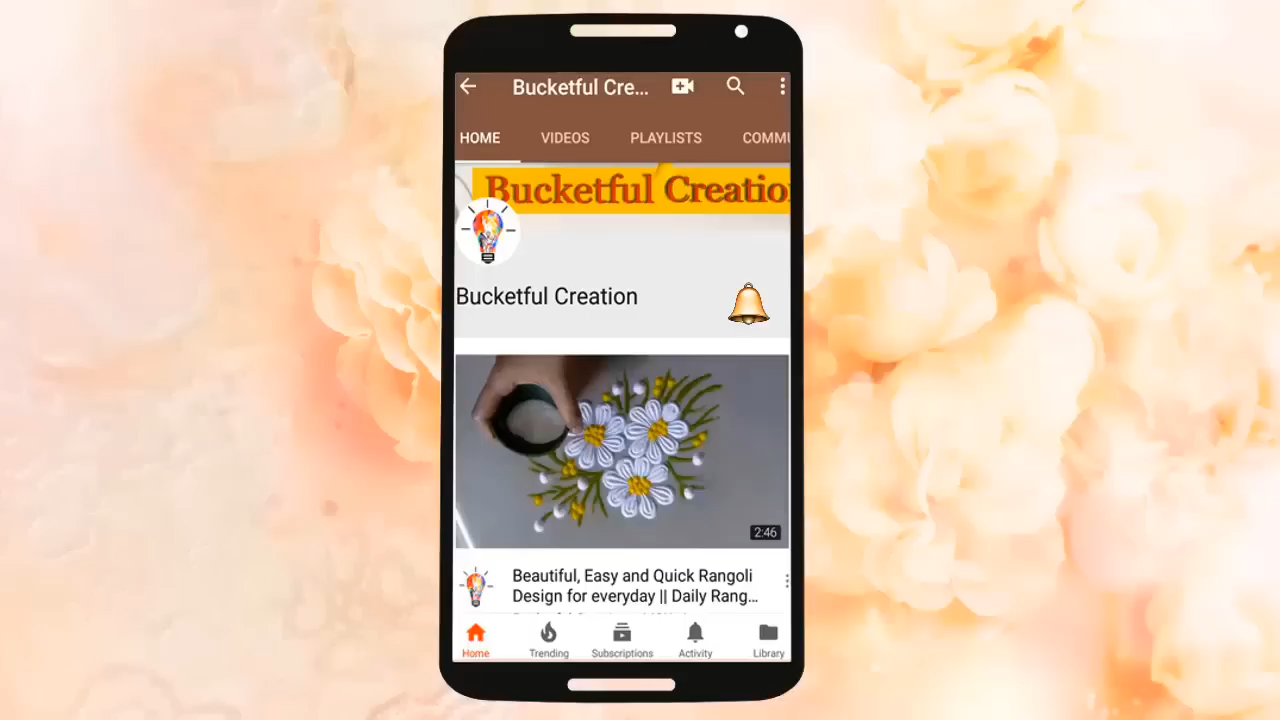 Bucketful Cre...
HOME VIDEOS PLAYLISTS COMMU
Bucketful Creatio
Bucketful Creation
2:46
Beautiful, Easy and Quick Rangoli
Design for everyday || Daily Rang...
Home Trending Subscriptions Activity Library